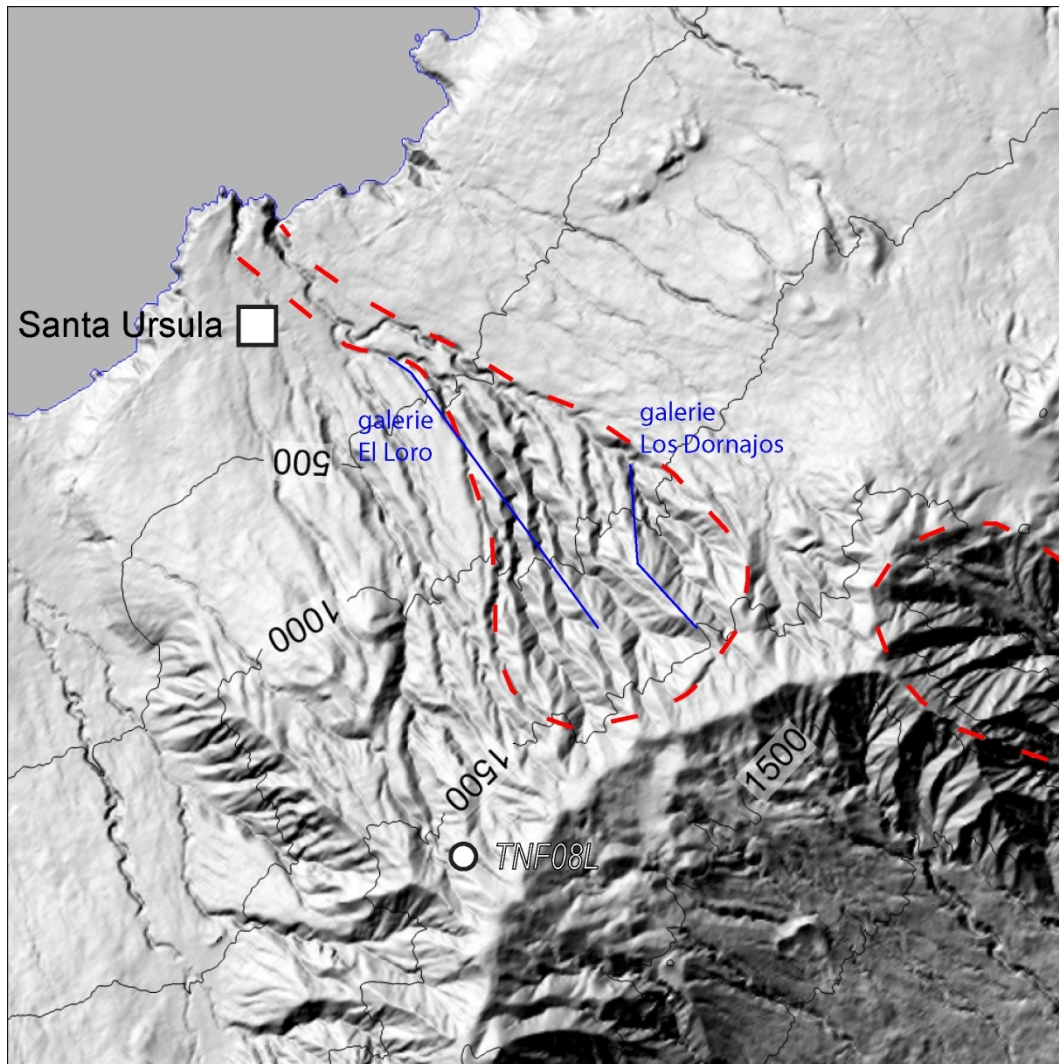 Santa Ursula
galerie
El Loro
galerie
Los Dornajos
500
1000
1500
1500
TNF08L